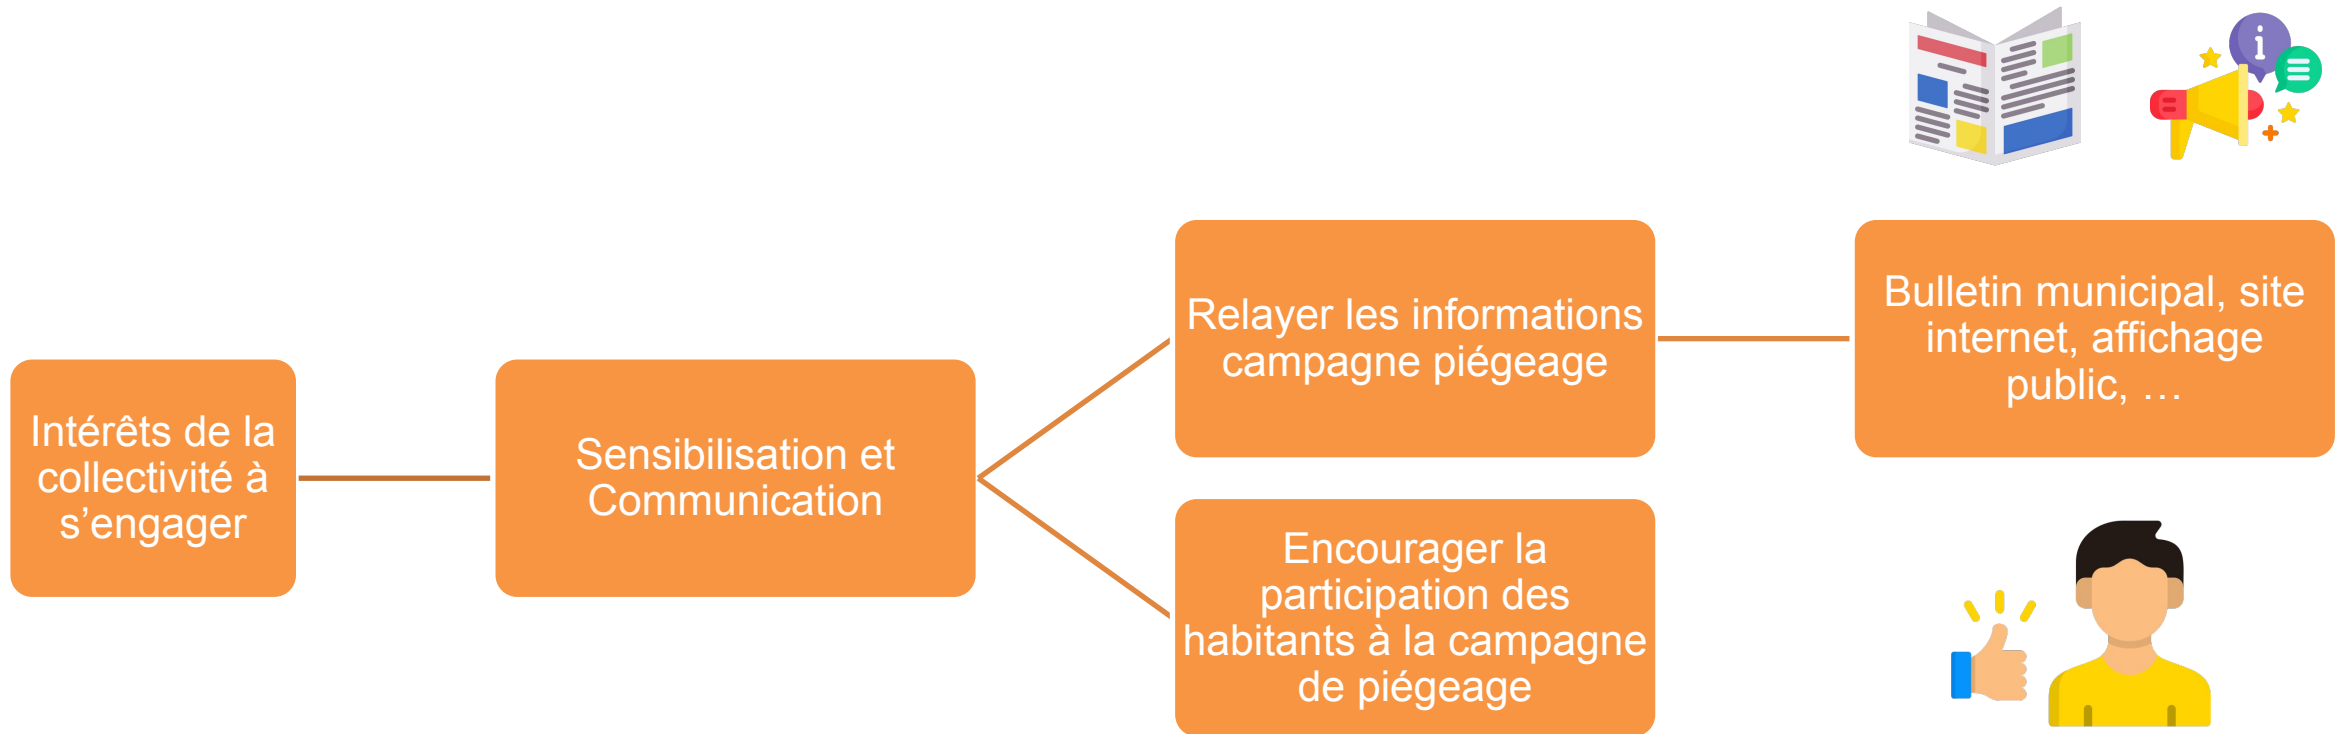 Intérêts de la
collectivité à
s’engager
Sensibilisation et
Communication
Relayer les informations
campagne piégeage
Bulletin municipal, site
internet, affichage
public, …
Encourager la
participation des
habitants à la campagne
de piégeage
i